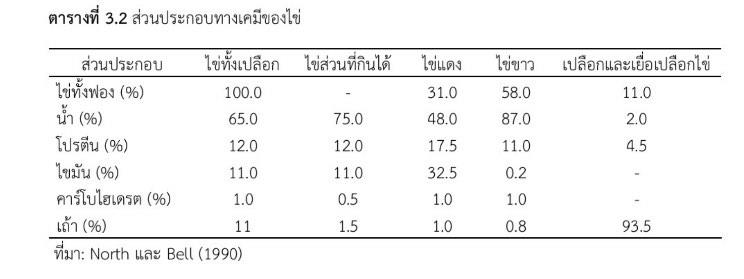 ตารางที่ 3.2 ส่วนประกอบทางเคมีของไข่
ส่วนประกอบ ไข่ทั้งเปลือก ไข่ส่วนที่กินได้ ไข่แดง ไข่ขาว เปลือกและเยื่อเปลือกไข่
ไข่ทั้งฟอง (%) 100.0 - 31.0 58.0 11.0
น้ำ (%) 65.0 75.0 48.0 87.0 2.0
โปรตีน (%) 12.0 12.0 17.5 11.0 4.5
ไขมัน (%) 11.0 11.0 32.5 0.2 -
คาร์โบไฮเดรต (%) 1.0 0.5 1.0 1.0 -
เถ้า (%) 11 1.5 1.0 0.8 93.5
ที่มา: North และ Bell (1990)